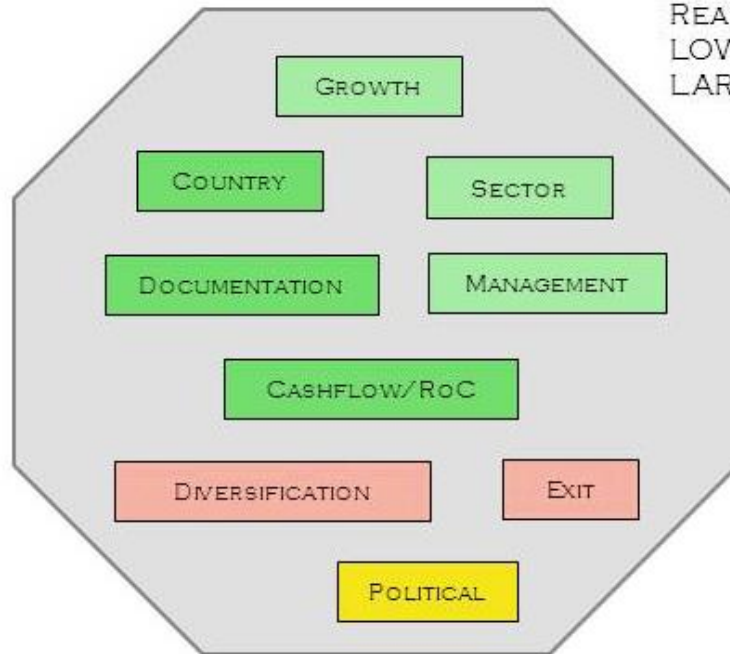 GROWTH
COUNTRY
SECTOR
DOCUMENTATION
MANAGEMENT
CASHFLOW/ROC
DIVERSIFICATION
EXIT
POLITICAL